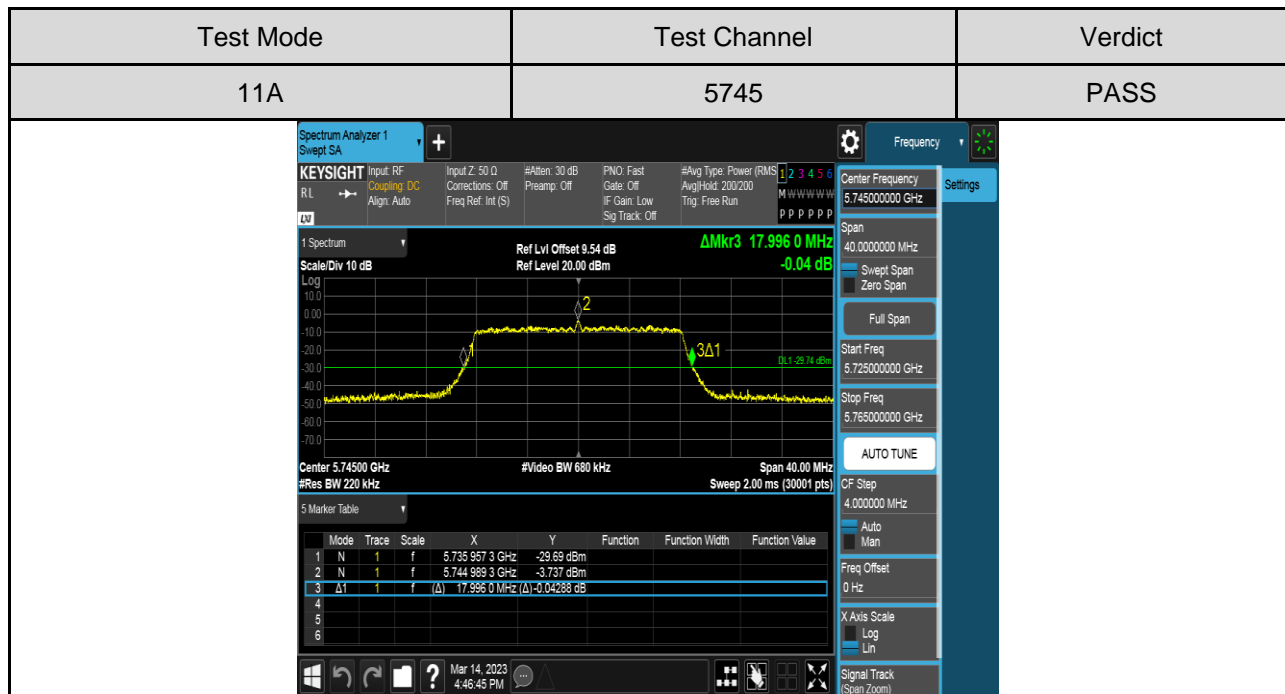 Test Mode Test Channel Verdict
11A 5745 PASS
Spectrum Analyzer 1
Swept SA
+
Frequency
KEYSIGHT
RL
LXI
Input: RF
Coupling: DC
Align: Auto
Input Z: 50 Ω
Corrections: Off
Freq Ref: Int (S)
#Atten: 30 dB
Preamp: Off
PNO: Fast
Gate: Off
IF Gain: Low
Sig Track: Off
#Avg Type: Power (RMS
Avg|Hold: 200/200
Trig: Free Run
1 2 3 4 5 6
M W W W W W
P P P P P P
1 Spectrum
Scale/Div 10 dB
Ref Lvl Offset 9.54 dB
Ref Level 20.00 dBm
ΔMkr3 17.996 0 MHz
-0.04 dB
Log
10.0
0.00
-10.0
-20.0
-30.0
-40.0
-50.0
-60.0
-70.0
2
1
3Δ1
DL1 -29.74 dBm
Center 5.74500 GHz #Video BW 680 kHz Span 40.00 MHz
#Res BW 220 kHz Sweep 2.00 ms (30001 pts)
5 Marker Table
Mode Trace Scale X Y Function Function Width Function Value
1 N 1 f 5.735 957 3 GHz -29.69 dBm
2 N 1 f 5.744 989 3 GHz -3.737 dBm
3 Δ1 1 f (Δ) 17.996 0 MHz (Δ) -0.04288 dB
4
5
6
?
Mar 14, 2023
4:46:45 PM
Center Frequency
5.745000000 GHz
Settings
Span
40.0000000 MHz
Swept Span
Zero Span
Full Span
Start Freq
5.725000000 GHz
Stop Freq
5.765000000 GHz
AUTO TUNE
CF Step
4.000000 MHz
Auto
Man
Freq Offset
0 Hz
X Axis Scale
Log
Lin
Signal Track
(Span Zoom)